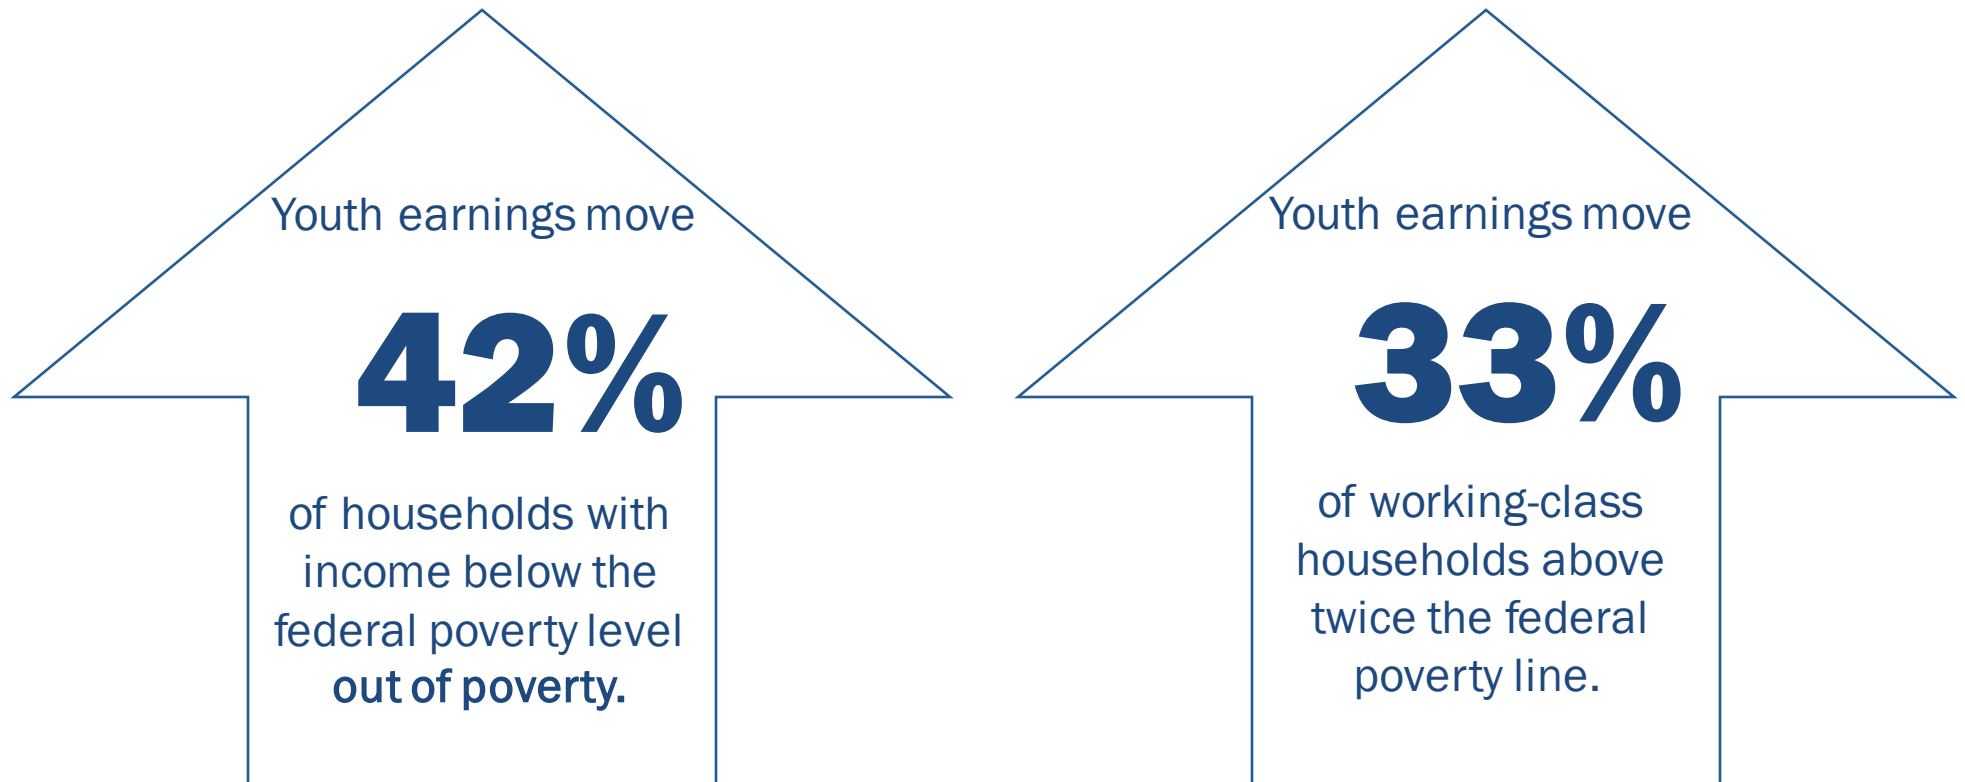 Youth earnings move
42%
of households with
income below the
federal poverty level
out of poverty.
Youth earnings move
33%
of working-class
households above
twice the federal
poverty line.